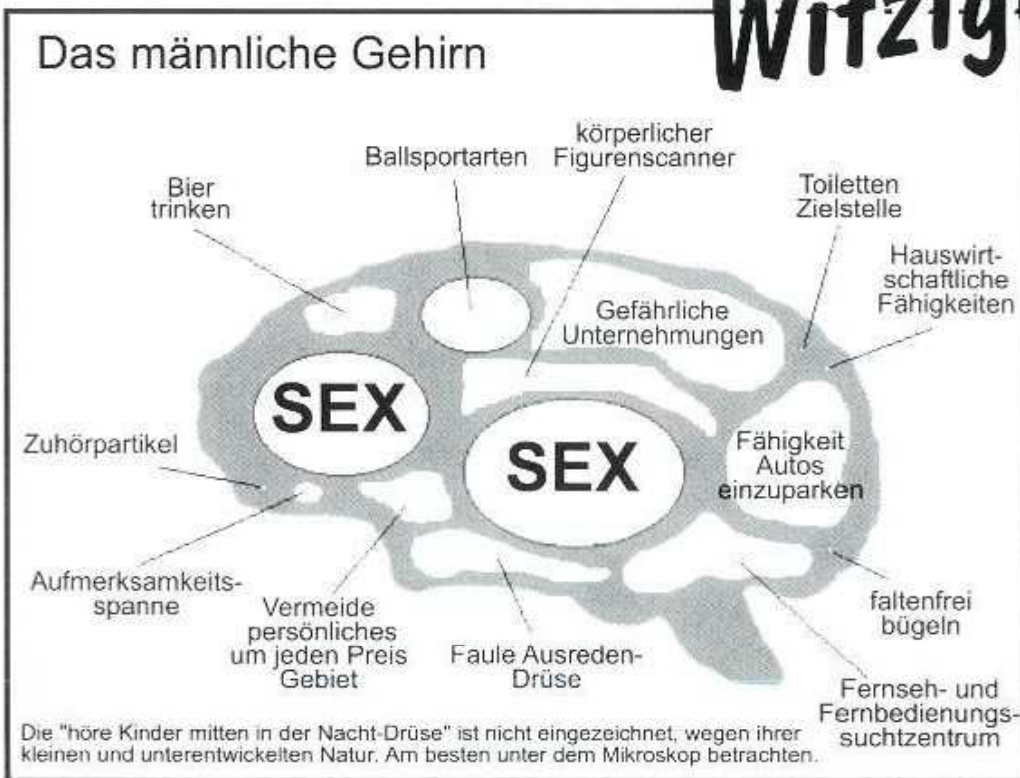 Witzig
Das männliche Gehirn
Bier
trinken
Ballsportarten
körperlicher
Figurenscanner
Toiletten
Zielstelle
Hauswirt-
schaftliche
Fähigkeiten
Gefährliche
Unternehmungen
SEX
SEX
Fähigkeit
Autos
einzuparken
Zuhörpartikel
Aufmerksamkeits-
spanne
Vermeide
persönliches
um jeden Preis
Gebiet
Faule Ausreden-
Drüse
faltenfrei
bügeln
Fernseh- und
Fernbedienungs-
suchtzentrum
Die "höre Kinder mitten in der Nacht-Drüse" ist nicht eingezeichnet, wegen ihrer
kleinen und unterentwickelten Natur. Am besten unter dem Mikroskop betrachten.